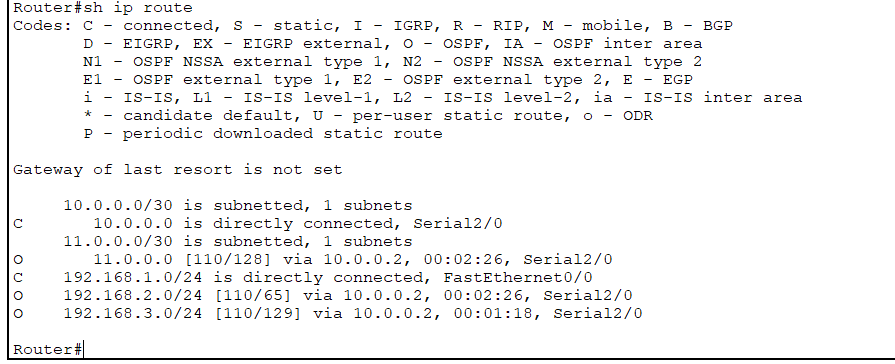 Router#sh ip route
Codes: C - connected, S - static, I - IGRP, R - RIP, M - mobile, B - BGP
       D - EIGRP, EX - EIGRP external, O - OSPF, IA - OSPF inter area
       N1 - OSPF NSSA external type 1, N2 - OSPF NSSA external type 2
       E1 - OSPF external type 1, E2 - OSPF external type 2, E - EGP
       i - IS-IS, L1 - IS-IS level-1, L2 - IS-IS level-2, ia - IS-IS inter area
       * - candidate default, U - per-user static route, o - ODR
       P - periodic downloaded static route

Gateway of last resort is not set

     10.0.0.0/30 is subnetted, 1 subnets
C       10.0.0.0 is directly connected, Serial2/0
     11.0.0.0/30 is subnetted, 1 subnets
O       11.0.0.0 [110/128] via 10.0.0.2, 00:02:26, Serial2/0
C    192.168.1.0/24 is directly connected, FastEthernet0/0
O    192.168.2.0/24 [110/65] via 10.0.0.2, 00:02:26, Serial2/0
O    192.168.3.0/24 [110/129] via 10.0.0.2, 00:01:18, Serial2/0

Router#